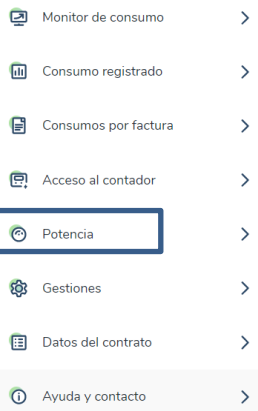 Monitor de consumo
Consumo registrado
Consumos por factura
Acceso al contador
Potencia
Gestiones
Datos del contrato
Ayuda y contacto